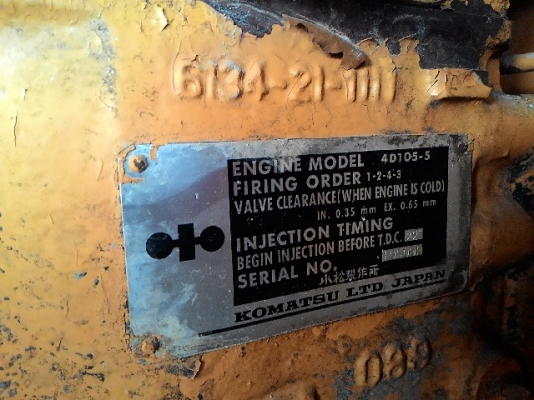 6134-21-1111
ENGINE MODEL 4D105-5
FIRING ORDER 1-2-4-3
VALVE CLEARANCE (WHEN ENGINE IS COLD)
IN. 0.35 mm EX. 0.65 mm
INJECTION TIMING
BEGIN INJECTION BEFORE T.D.C. 22°
SERIAL NO.
小松製作所
KOMATSU LTD JAPAN